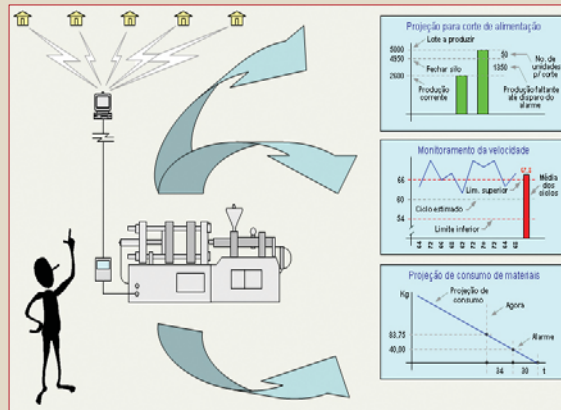 Projeção para corte de alimentação
Lote a produzir
5000
4950
Fechar silo
2600
Produção
corrente
50
No. de
unidades
p/ corte
1350
Produção faltante
até disparo do
alarme
Monitoramento da velocidade
67,2
66
Lim. superior
Média
dos
ciclos
60
Ciclo estimado
54
Limite inferior
Projeção de consumo de materiais
Kg
Projeção de
consumo
Agora
83,75
Alarme
40,00
34
30
t